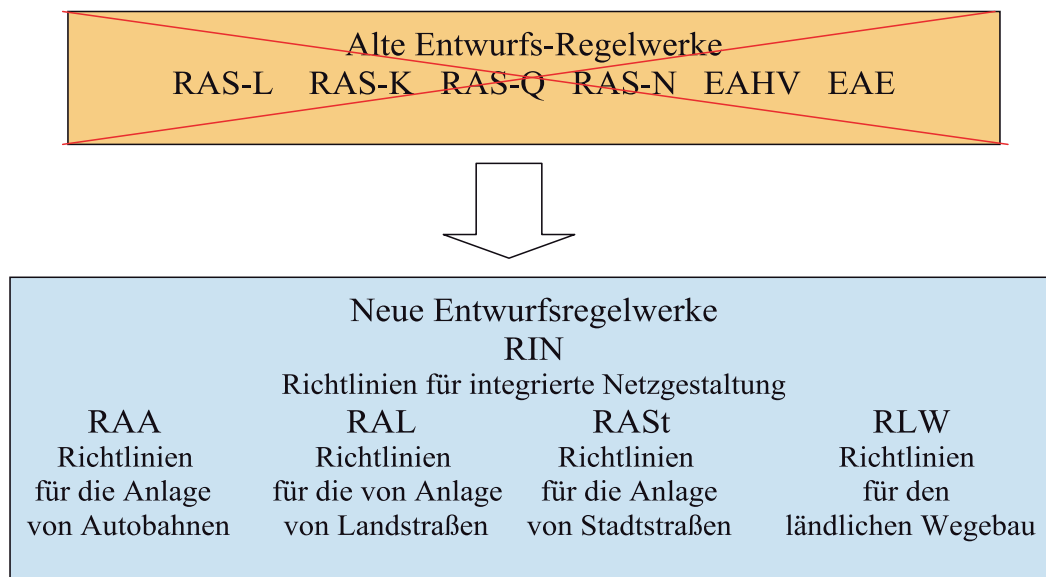 Alte Entwurfs-Regelwerke
RAS-L RAS-K RAS-Q RAS-N EAHV EAE
Neue Entwurfsregelwerke
RIN
Richtlinien für integrierte Netzgestaltung
RAA
Richtlinien
für die Anlage
von Autobahnen
RAL
Richtlinien
für die von Anlage
von Landstraßen
RASt
Richtlinien
für die Anlage
von Stadtstraßen
RLW
Richtlinien
für den
ländlichen Wegebau